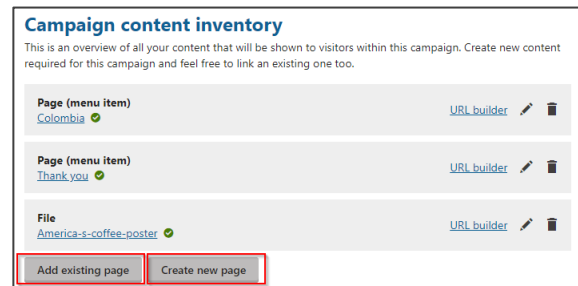 Campaign content inventory
This is an overview of all your content that will be shown to visitors within this campaign. Create new content
required for this campaign and feel free to link an existing one too.
Page (menu item)
Colombia
URL builder
Page (menu item)
Thank you
URL builder
File
America-s-coffee-poster
URL builder
Add existing page
Create new page